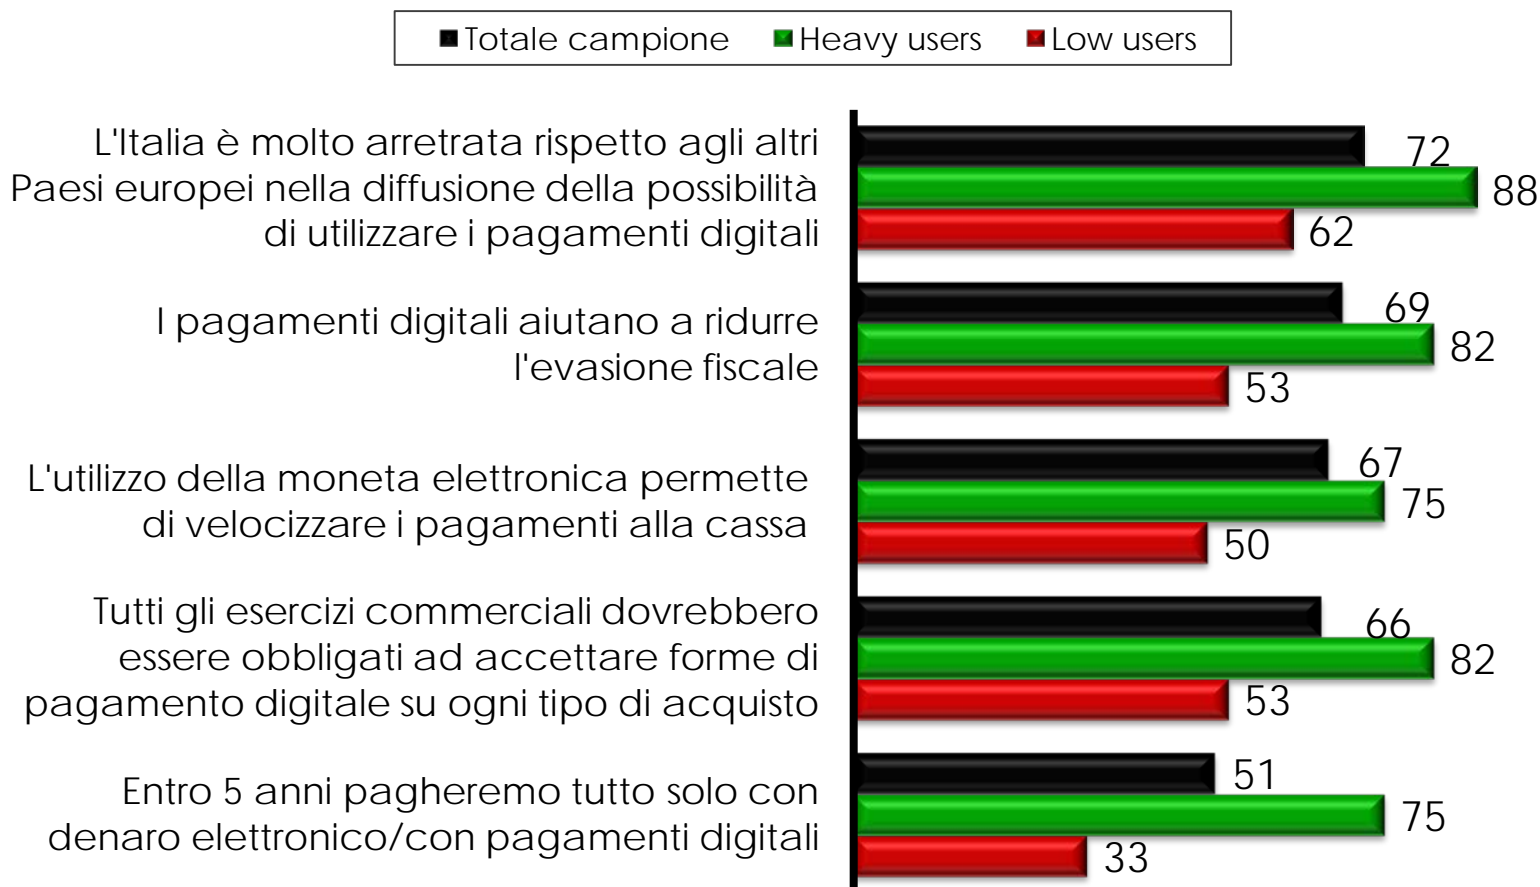 Totale campione Heavy users Low users
L'Italia è molto arretrata rispetto agli altri
Paesi europei nella diffusione della possibilità
di utilizzare i pagamenti digitali
72
88
62
I pagamenti digitali aiutano a ridurre
l'evasione fiscale
69
82
53
L'utilizzo della moneta elettronica permette
di velocizzare i pagamenti alla cassa
67
75
50
Tutti gli esercizi commerciali dovrebbero
essere obbligati ad accettare forme di
pagamento digitale su ogni tipo di acquisto
66
82
53
Entro 5 anni pagheremo tutto solo con
denaro elettronico/con pagamenti digitali
51
75
33